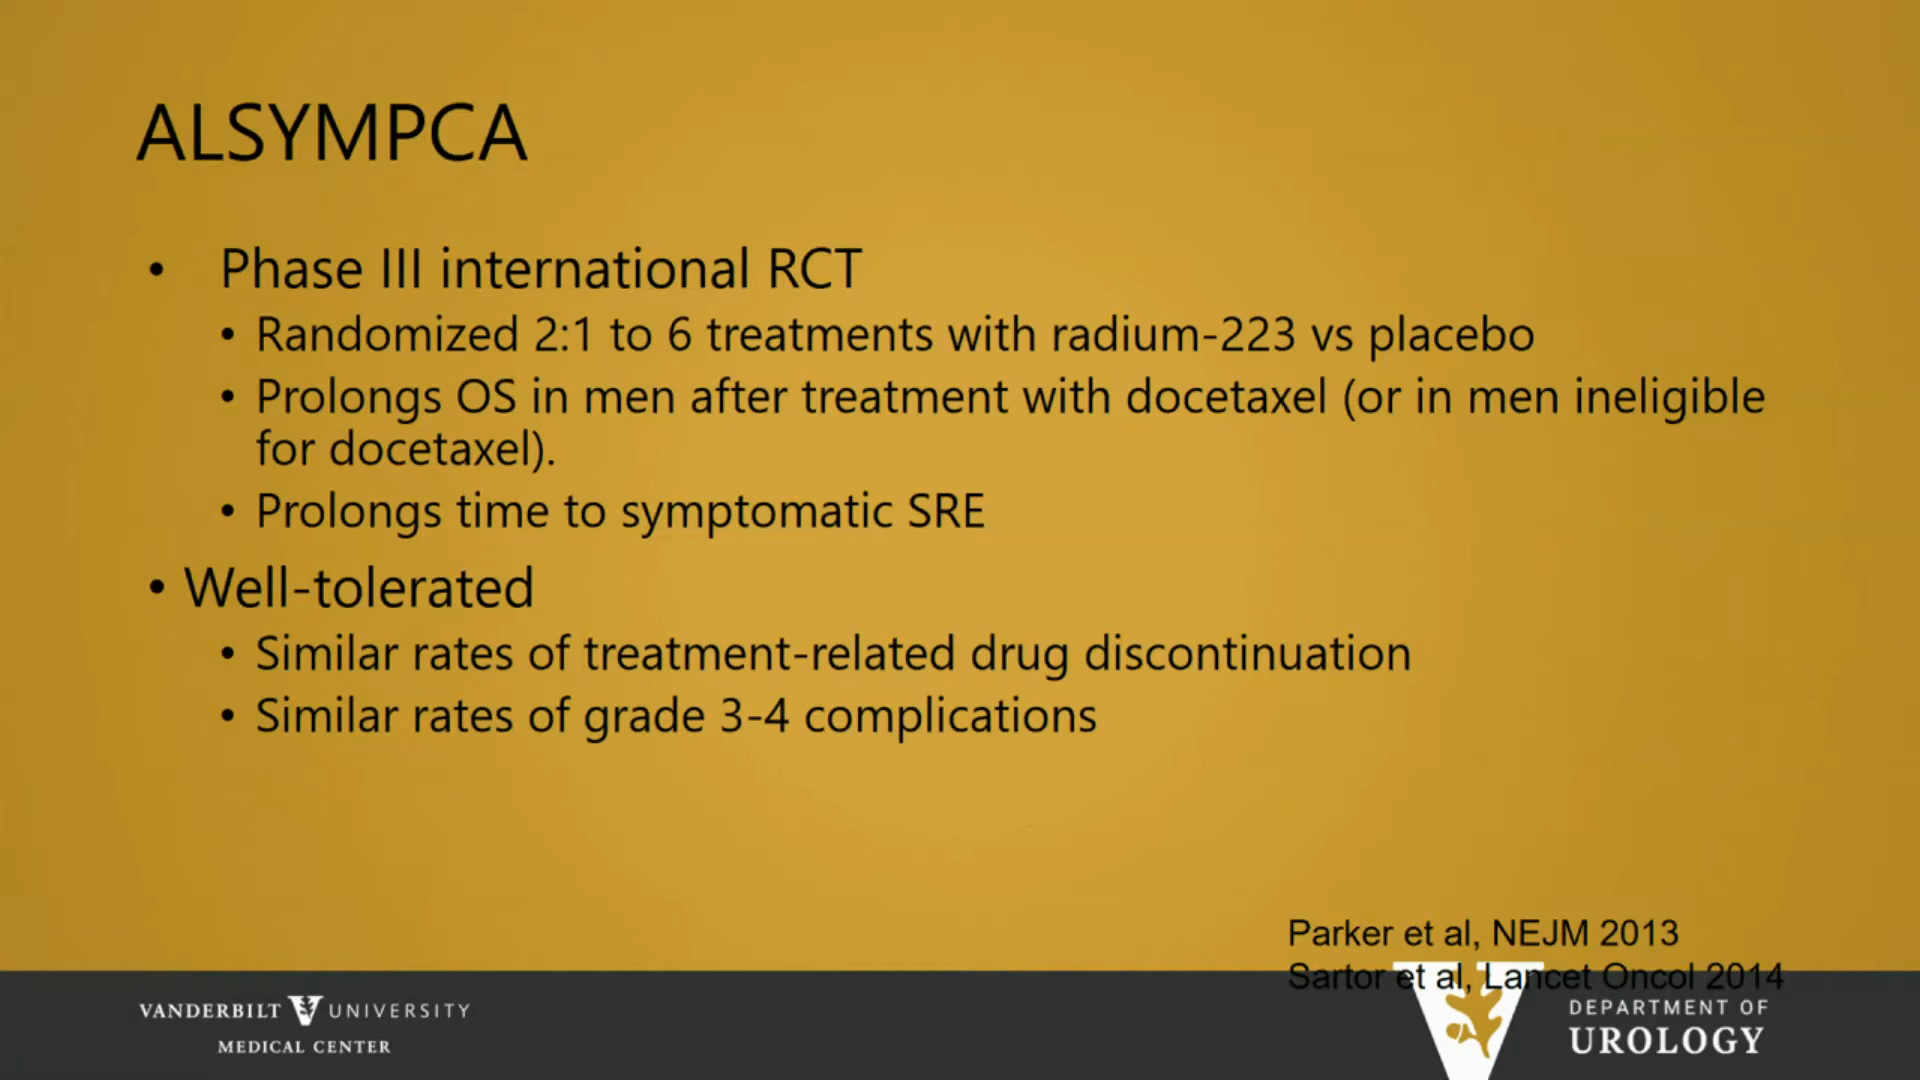 ALSYMPCA
• Phase III international RCT
• Randomized 2:1 to 6 treatments with radium-223 vs placebo
• Prolongs OS in men after treatment with docetaxel (or in men ineligible
for docetaxel).
• Prolongs time to symptomatic SRE
• Well-tolerated
• Similar rates of treatment-related drug discontinuation
• Similar rates of grade 3-4 complications
Parker et al, NEJM 2013
Sartor et al, Lancet Oncol 2014
VANDERBILT V UNIVERSITY
MEDICAL CENTER
DEPARTMENT OF
UROLOGY